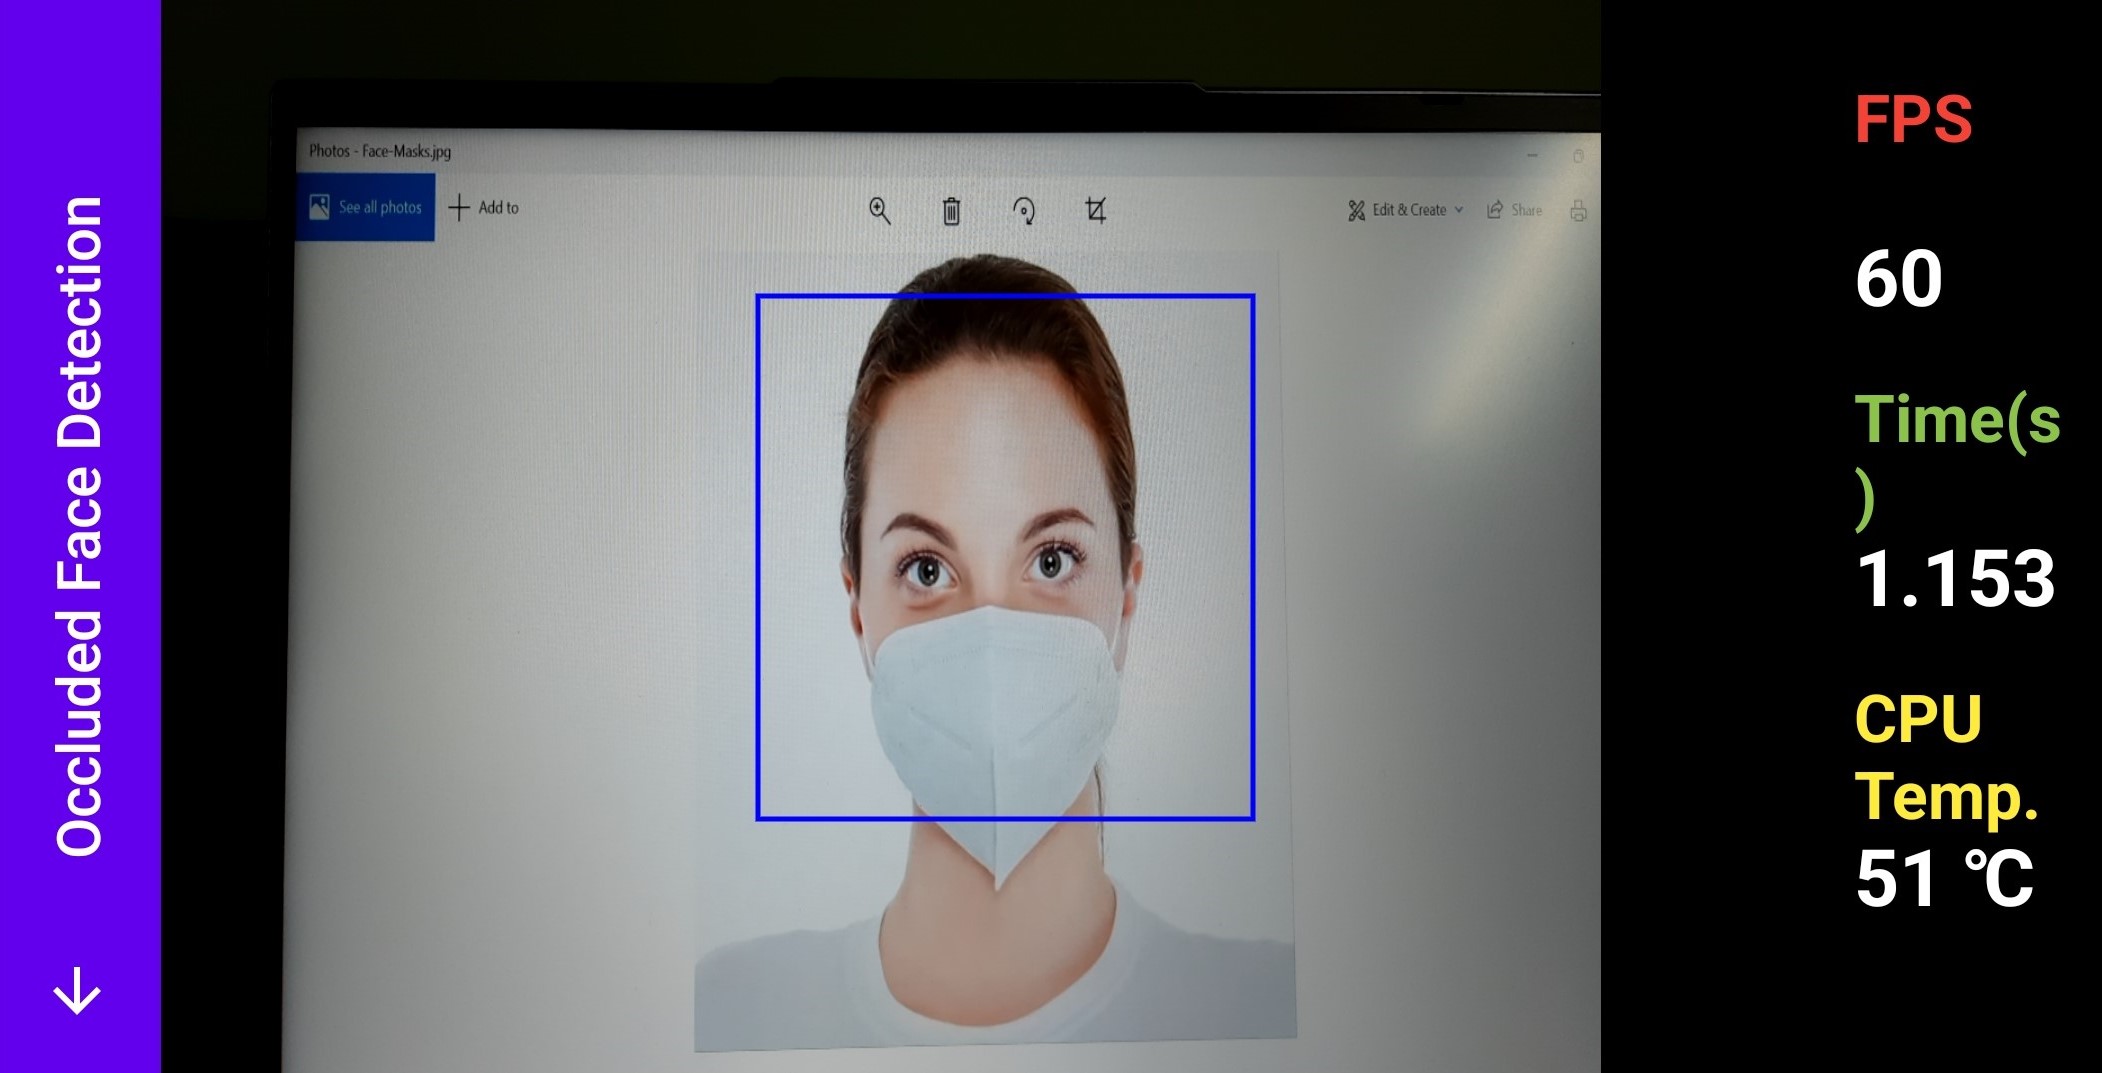 Occluded Face Detection
Photos - Face-Masks.jpg
See all photos
Add to
Edit & Create
Share
FPS
60
Time(s
)
1.153
CPU
Temp.
51 °C